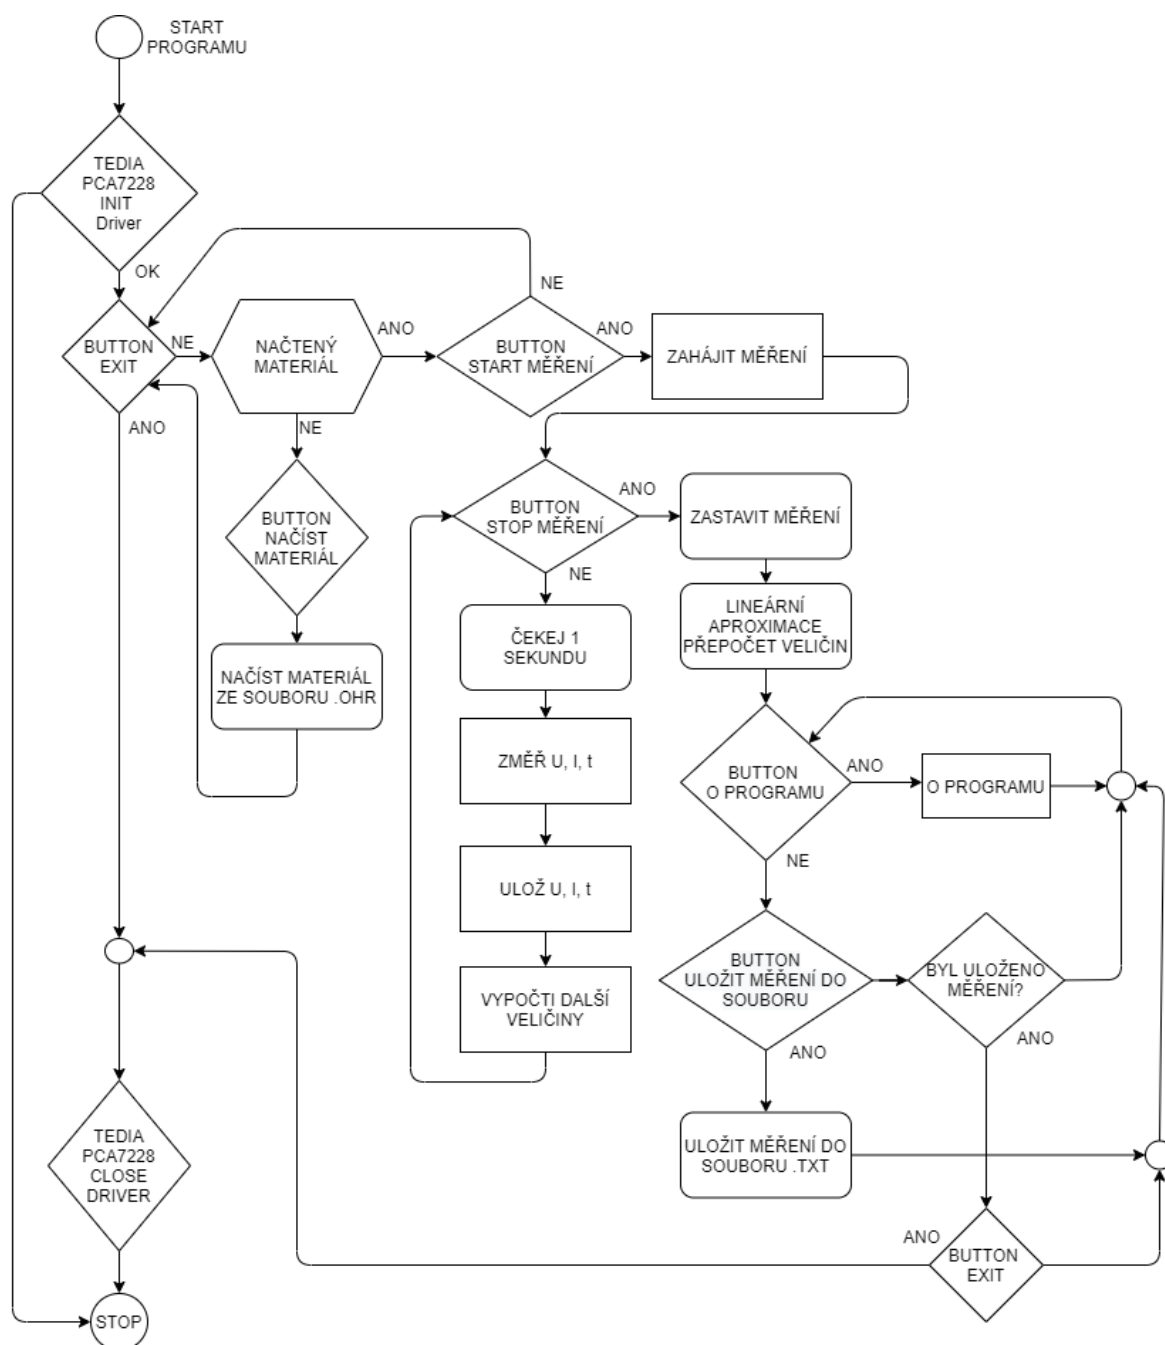 START
PROGRAMU
TEDIA
PCA7228
INIT
Driver
OK
BUTTON
EXIT
NE
ANO
NAČTENÝ
MATERIÁL
ANO
NE
BUTTON
START MĚŘENÍ
NE
ANO
ZAHÁJIT MĚŘENÍ
BUTTON
NAČÍST
MATERIÁL
NAČÍST MATERIÁL
ZE SOUBORU .OHR
BUTTON
STOP MĚŘENÍ
ANO
NE
ZASTAVIT MĚŘENÍ
ČEKEJ 1
SEKUNDU
ZMĚŘ U, I, t
ULOŽ U, I, t
VYPOČTI DALŠÍ
VELIČINY
LINEÁRNÍ
APROXIMACE
PŘEPOČET VELIČIN
BUTTON
O PROGRAMU
ANO
NE
O PROGRAMU
BUTTON
ULOŽIT MĚŘENÍ DO
SOUBORU
ANO
BYL ULOŽENO
MĚŘENÍ?
ANO
ULOŽIT MĚŘENÍ DO
SOUBORU .TXT
ANO
BUTTON
EXIT
TEDIA
PCA7228
CLOSE
DRIVER
STOP